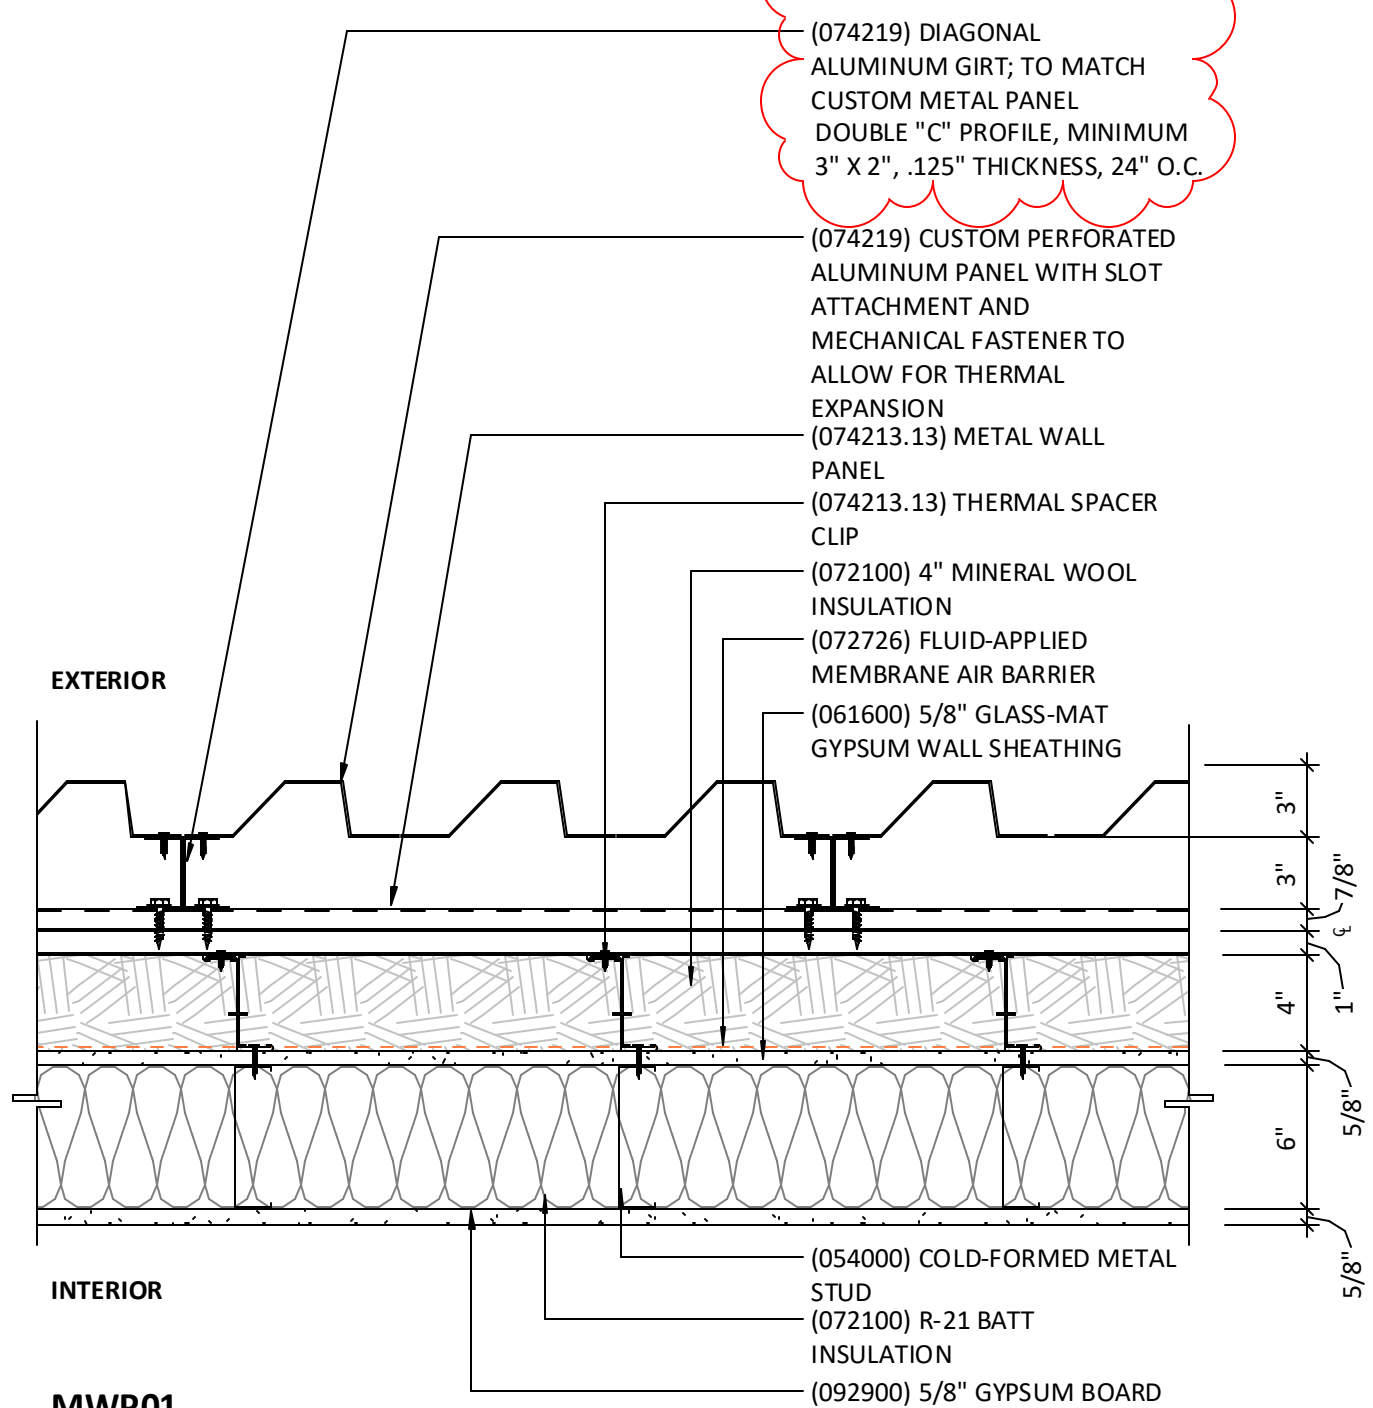 (074219) DIAGONAL
ALUMINUM GIRT; TO MATCH
CUSTOM METAL PANEL
DOUBLE "C" PROFILE, MINIMUM
3" X 2", .125" THICKNESS, 24" O.C.
(074219) CUSTOM PERFORATED
ALUMINUM PANEL WITH SLOT
ATTACHMENT AND
MECHANICAL FASTENER TO
ALLOW FOR THERMAL
EXPANSION
(074213.13) METAL WALL
PANEL
(074213.13) THERMAL SPACER
CLIP
(072100) 4" MINERAL WOOL
INSULATION
(072726) FLUID-APPLIED
MEMBRANE AIR BARRIER
(061600) 5/8" GLASS-MAT
GYPSUM WALL SHEATHING
EXTERIOR
3"
3"
7/8"
℄
1"
4"
5/8"
6"
5/8"
(054000) COLD-FORMED METAL
STUD
INTERIOR
(072100) R-21 BATT
INSULATION
(092900) 5/8" GYPSUM BOARD
MWP01